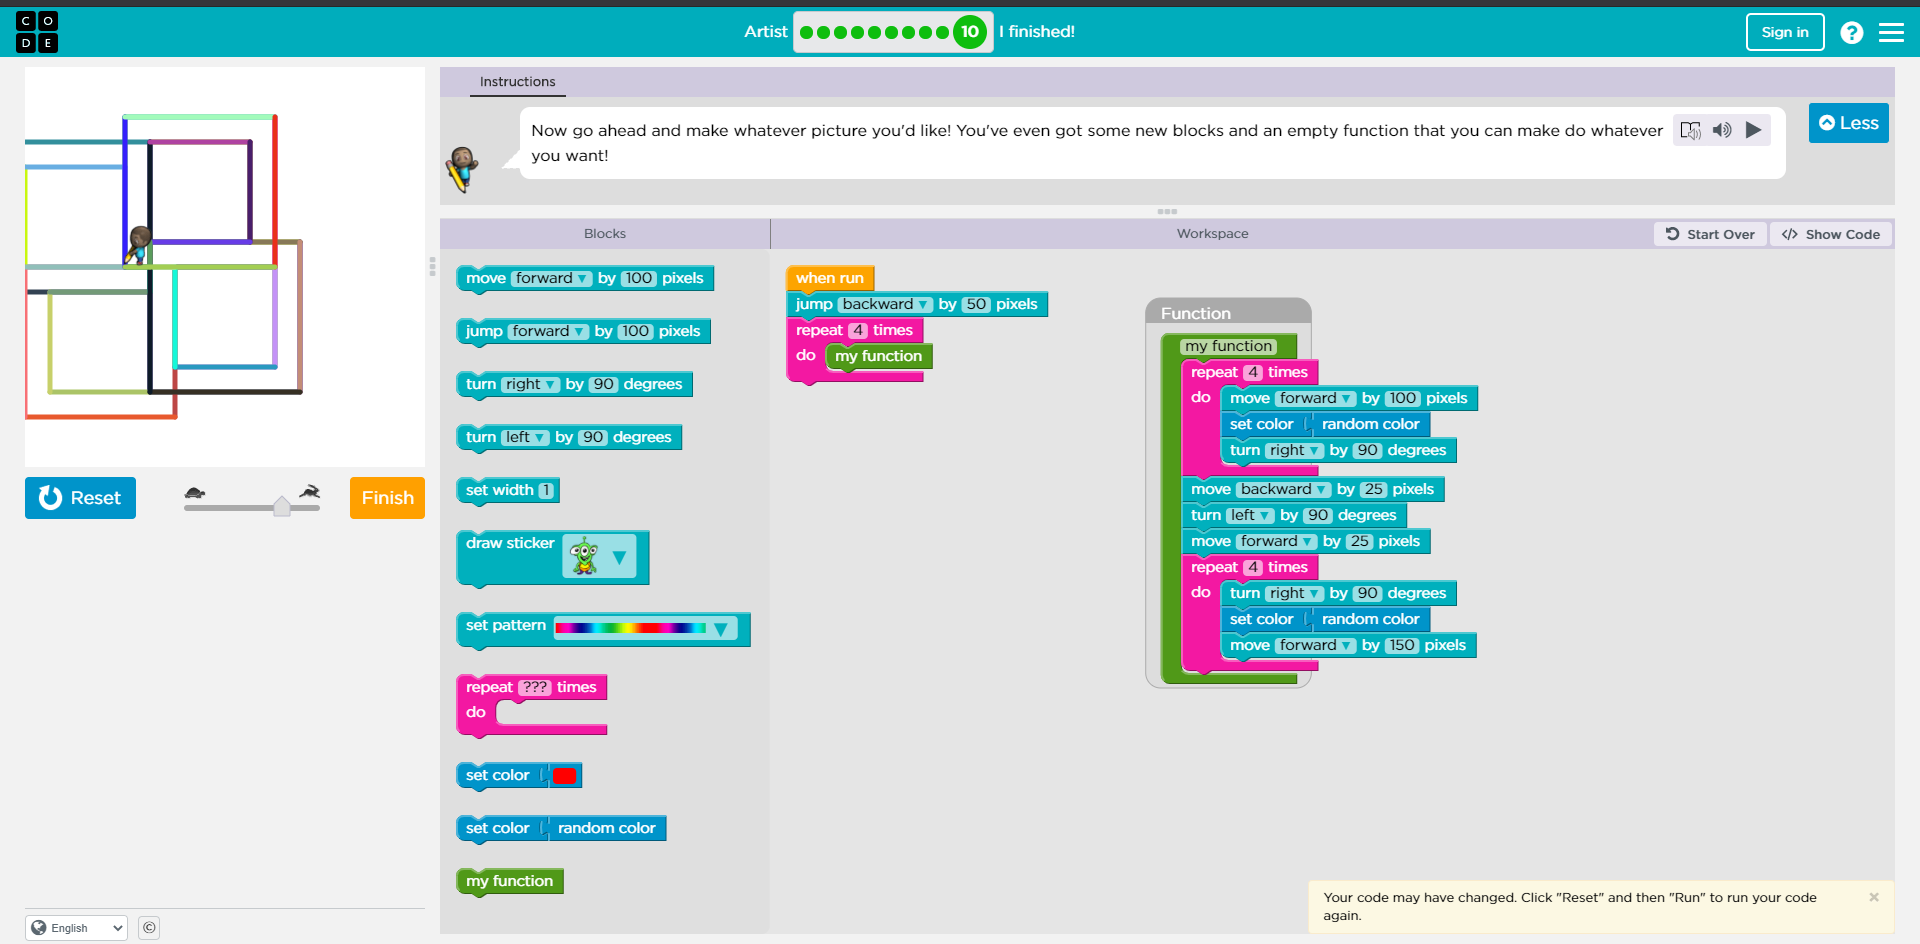 C O
D E
Artist
10
I finished!
Sign in
?
Instructions
Now go ahead and make whatever picture you'd like! You've even got some new blocks and an empty function that you can make do whatever
you want!
Less
Blocks
Workspace
Start Over
</> Show Code
move forward ▼ by 100 pixels
jump forward ▼ by 100 pixels
turn right ▼ by 90 degrees
turn left ▼ by 90 degrees
set width 1
draw sticker ▼
set pattern ▼
repeat ??? times
do
set color
set color random color
my function
when run
jump backward ▼ by 50 pixels
repeat 4 times
do my function
Function
my function
repeat 4 times
do move forward ▼ by 100 pixels
set color random color
turn right ▼ by 90 degrees
move backward ▼ by 25 pixels
turn left ▼ by 90 degrees
move forward ▼ by 25 pixels
repeat 4 times
do turn right ▼ by 90 degrees
set color random color
move forward ▼ by 150 pixels
Reset
Finish
English
©
Your code may have changed. Click "Reset" and then "Run" to run your code
again.
×